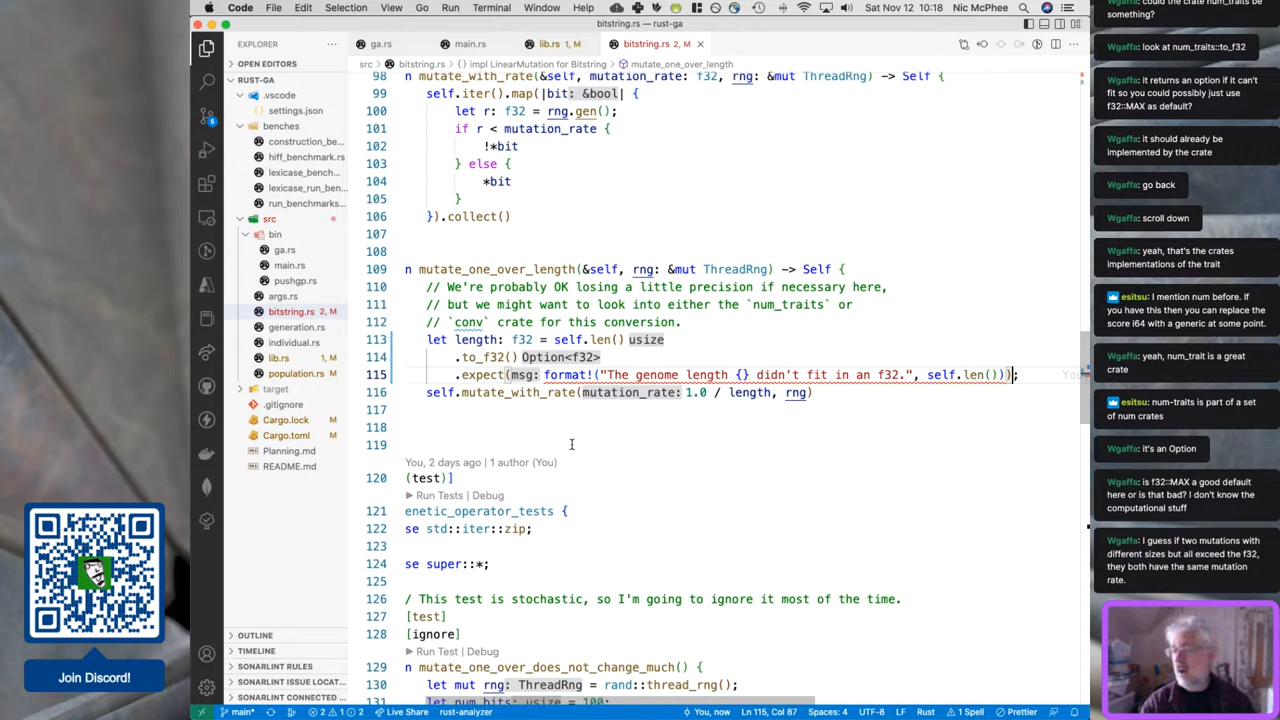 Code File Edit Selection View Go Run Terminal Window Help Sat Nov 12 10:18 Nic McPhee
bitstring.rs — rust-ga
EXPLORER
OPEN EDITORS
RUST-GA
.vscode
settings.json
benches
construction_be...
hiff_benchmark.rs
lexicase_benchm...
lexicase_run_ben...
run_benchmarks...
src
bin
ga.rs
main.rs
pushgp.rs
args.rs
bitstring.rs 2, M
generation.rs
individual.rs
lib.rs 1, M
population.rs
target
.gitignore
Cargo.lock
Cargo.toml
Planning.md
README.md
OUTLINE
TIMELINE
SONARLINT RULES
SONARLINT ISSUE LOCAT...
SONARLINT CONNECTED ...
ga.rs main.rs lib.rs 1, M bitstring.rs 2, M
src > bitstring.rs > {} impl LinearMutation for Bitstring > mutate_one_over_length
98 n mutate_with_rate(&self, mutation_rate: f32, rng: &mut ThreadRng) -> Self {
99 self.iter().map(|bit: &bool| {
100 let r: f32 = rng.gen();
101 if r < mutation_rate {
102 !*bit
103 } else {
104 *bit
105 }
106 }).collect()
107
108
109 n mutate_one_over_length(&self, rng: &mut ThreadRng) -> Self {
110 // We're probably OK losing a little precision if necessary here,
111 // but we might want to look into either the `num_traits` or
112 // `conv` crate for this conversion.
113 let length: f32 = self.len() usize
114 .to_f32() Option<f32>
115 .expect(msg: format!("The genome length {} didn't fit in an f32.", self.len()));
116 self.mutate_with_rate(mutation_rate: 1.0 / length, rng)
117
118
119
You, 2 days ago | 1 author (You)
120 (test)]
Run Tests | Debug
121 enetic_operator_tests {
122 se std::iter::zip;
123
124 se super::*;
125
126 / This test is stochastic, so I'm going to ignore it most of the time.
127 [test]
128 [ignore]
Run Test | Debug
129 n mutate_one_over_does_not_change_much() {
130 let mut rng: ThreadRng = rand::thread_rng();
131 let num_bits: usize = 100;
main* 2 1 2 Live Share rust-analyzer You, now Ln 115, Col 87 Spaces: 4 UTF-8 LF Rust 1 Spell Prettier
Join Discord!
could the crate num_traits be something?
Wgaffa: look at num_traits::to_f32
Wgaffa: it returns an option if it can't fit so you could possibly just use f32::MAX as default?
Wgaffa: it should already be implemented by the crate
Wgaffa: go back
Wgaffa: scroll down
Wgaffa: yeah, that's the crates implementations of the trait
esitsu: I mention num before. If you have this then you can replace the score i64 with a generic at some point.
Wgaffa: yeah, num_trait is a great crate
esitsu: num-traits is part of a set of num crates
Wgaffa: it's an Option
Wgaffa: is f32::MAX a good default here or is that bad? I don't know the computational stuff
Wgaffa: I guess if two mutations with different sizes but all exceed the f32, they both have the same mutation rate.